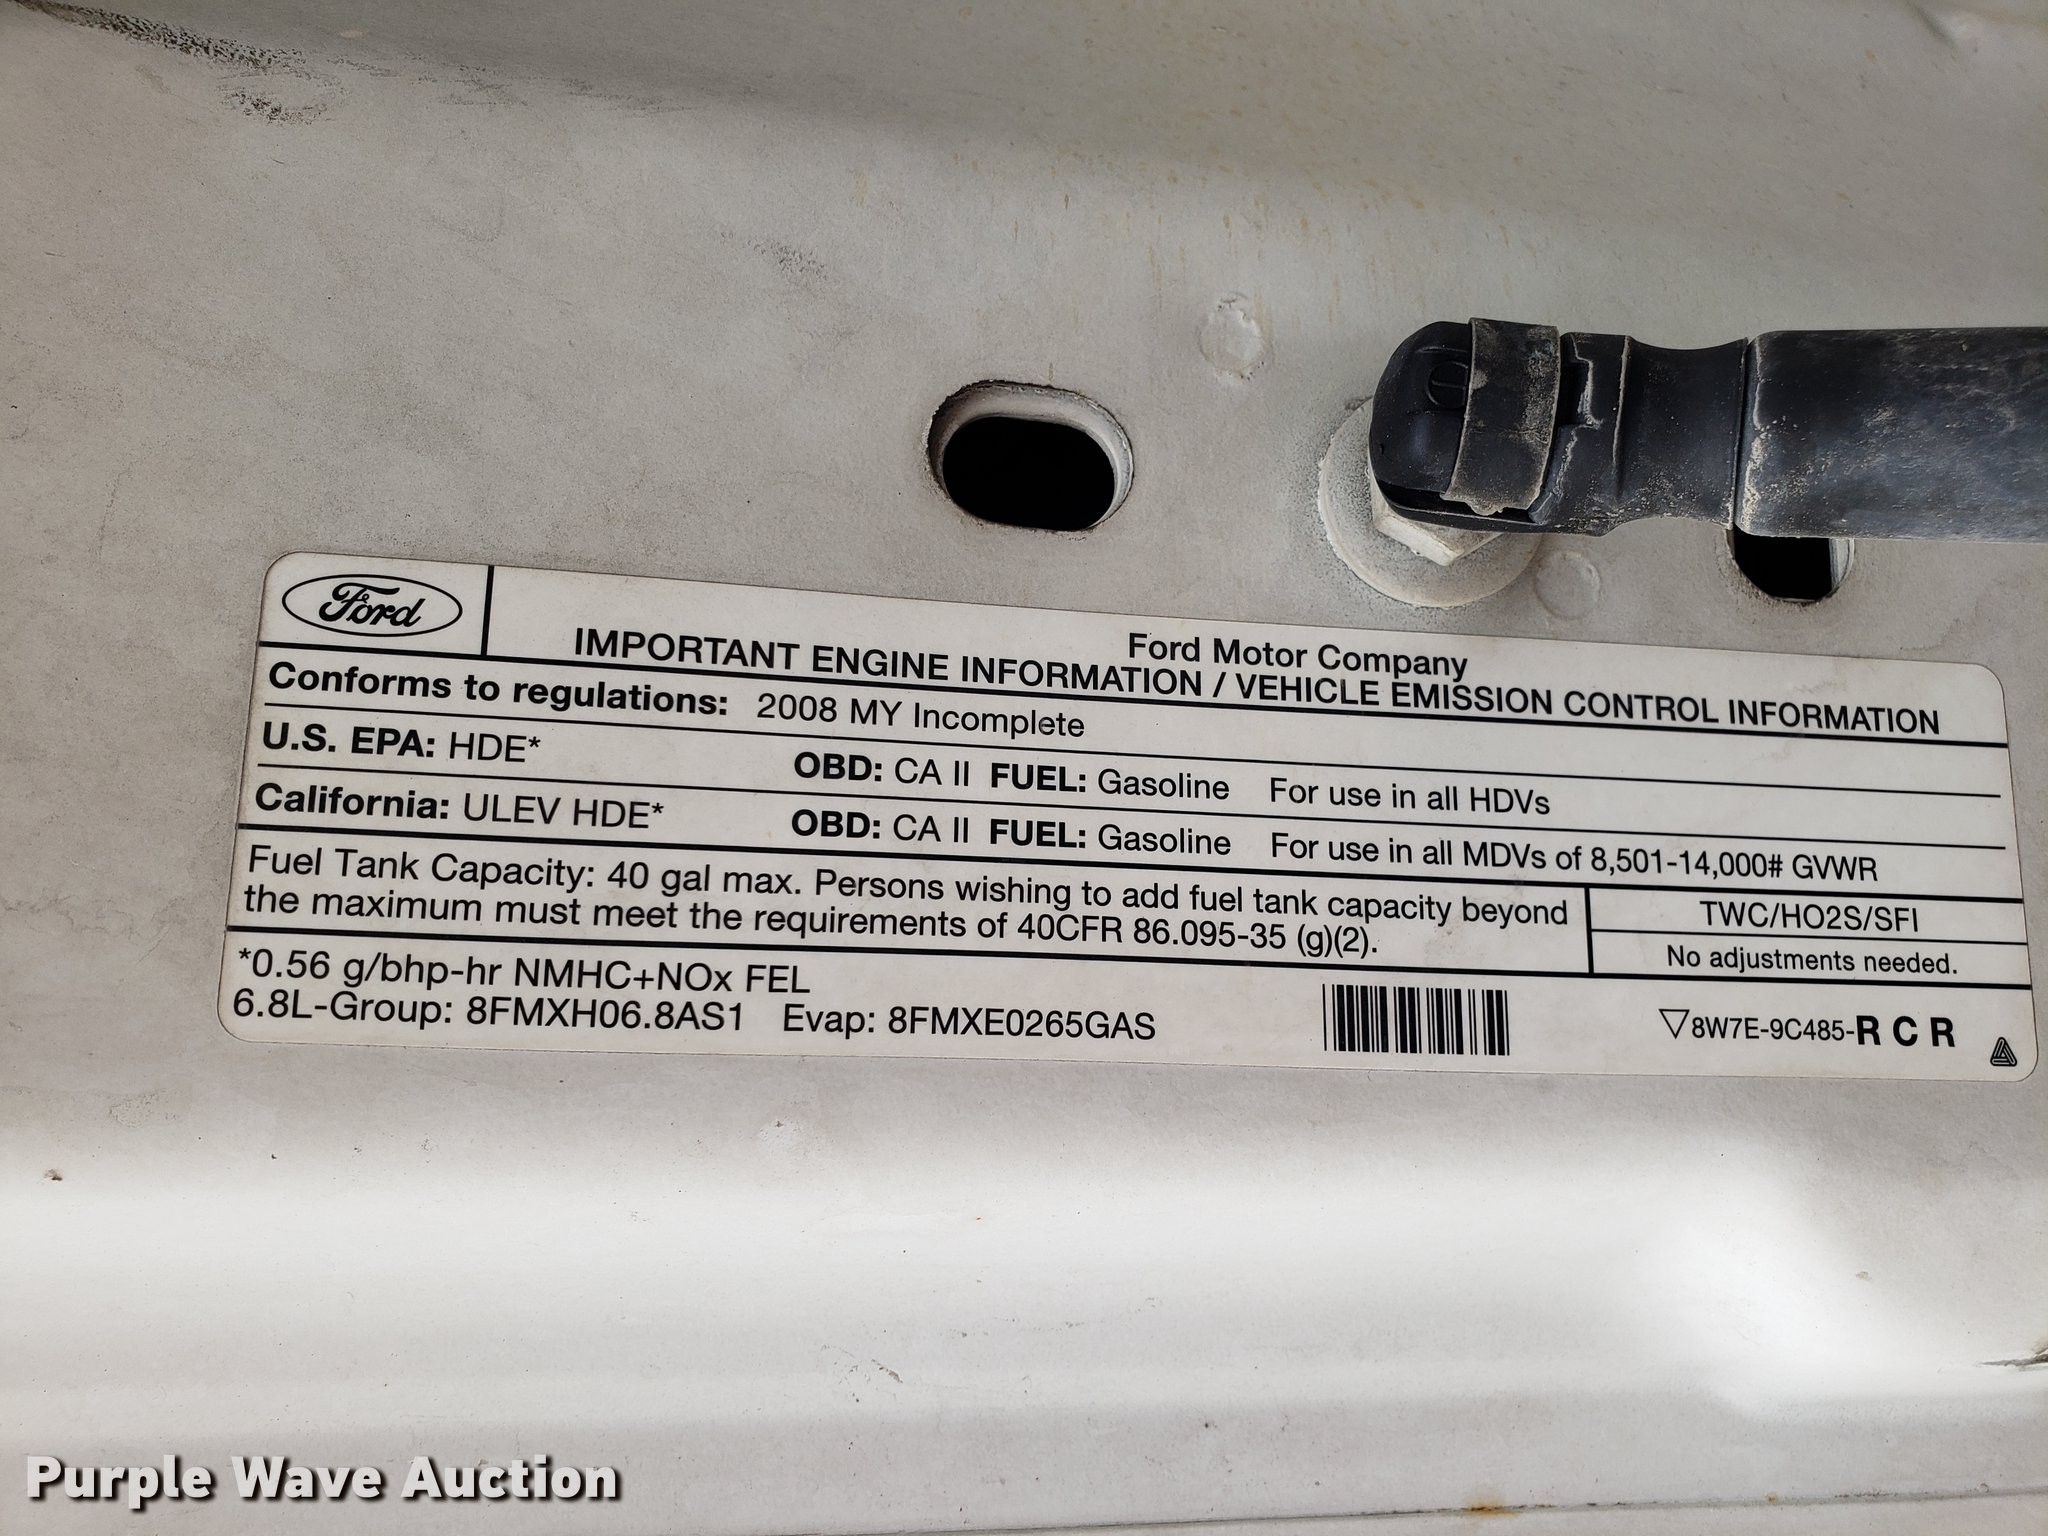 Ford
Ford Motor Company
IMPORTANT ENGINE INFORMATION / VEHICLE EMISSION CONTROL INFORMATION
Conforms to regulations: 2008 MY Incomplete
U.S. EPA: HDE* OBD: CA II FUEL: Gasoline For use in all HDVs
California: ULEV HDE* OBD: CA II FUEL: Gasoline For use in all MDVs of 8,501-14,000# GVWR
Fuel Tank Capacity: 40 gal max. Persons wishing to add fuel tank capacity beyond
the maximum must meet the requirements of 40CFR 86.095-35 (g)(2).
TWC/HO2S/SFI
No adjustments needed.
*0.56 g/bhp-hr NMHC+NOx FEL
6.8L-Group: 8FMXH06.8AS1 Evap: 8FMXE0265GAS
▽8W7E-9C485-R C R
Purple Wave Auction